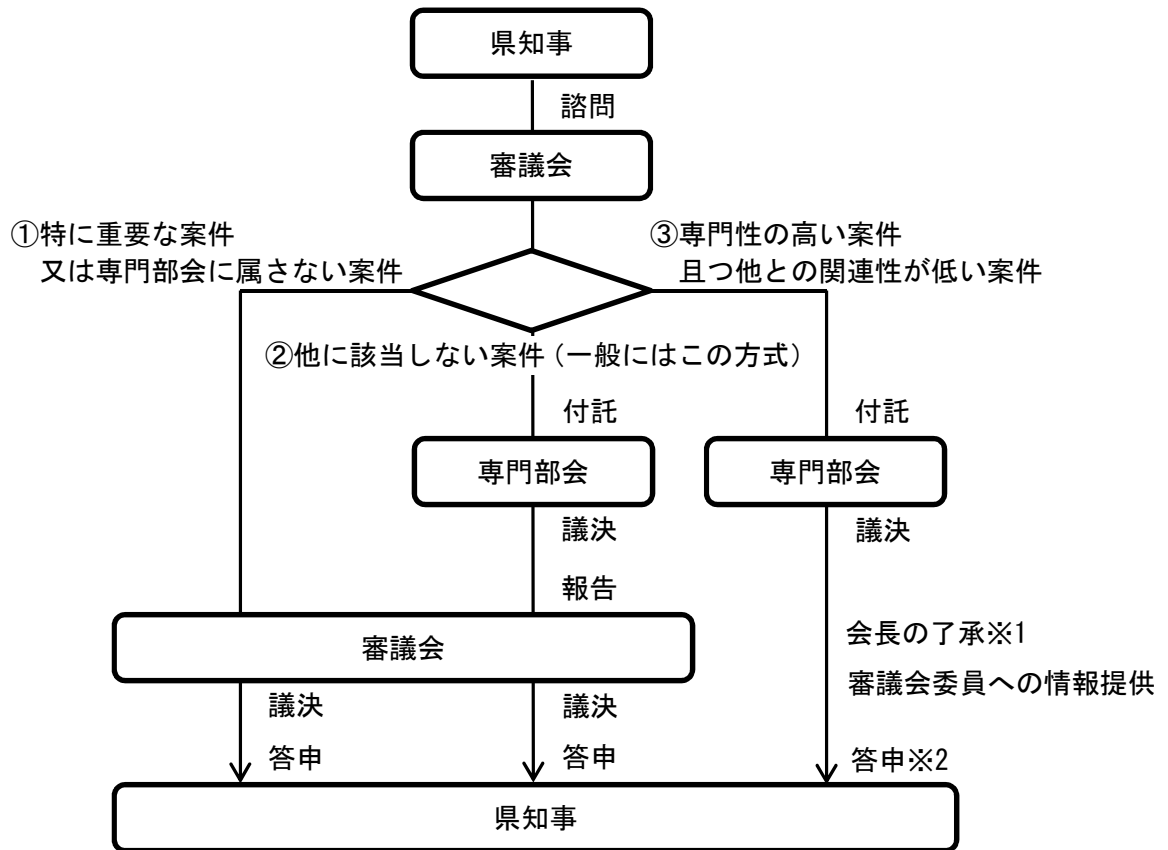 県知事
諮問
審議会
①特に重要な案件
又は専門部会に属さない案件
③専門性の高い案件
且つ他との関連性が低い案件
②他に該当しない案件（一般にはこの方式）
付託
付託
専門部会
専門部会
議決
議決
報告
審議会
会長の了承※1
審議会委員への情報提供
議決
議決
答申
答申
答申※2
県知事